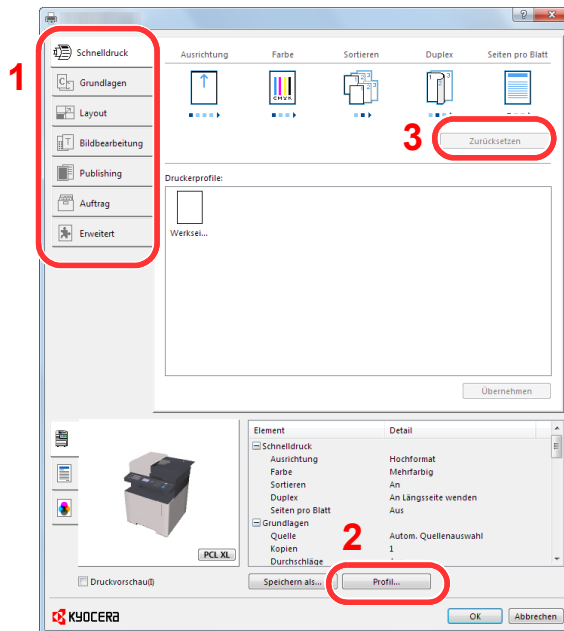 1
Schnelldruck
Grundlagen
Layout
Bildbearbeitung
Publishing
Auftrag
Erweitert
Ausrichtung Farbe Sortieren Duplex Seiten pro Blatt
CMYK
3
Zurücksetzen
Druckerprofile:
Werksei...
Übernehmen
Element Detail
Schnelldruck
Ausrichtung Hochformat
Farbe Mehrfarbig
Sortieren An
Duplex An Längsseite wenden
Seiten pro Blatt Aus
Grundlagen
Quelle Autom. Quellenauswahl
Kopien 1
Durchschläge
2
PCL XL
Druckvorschau(I)
Speichern als... Profil...
KYOCERA
OK Abbrechen